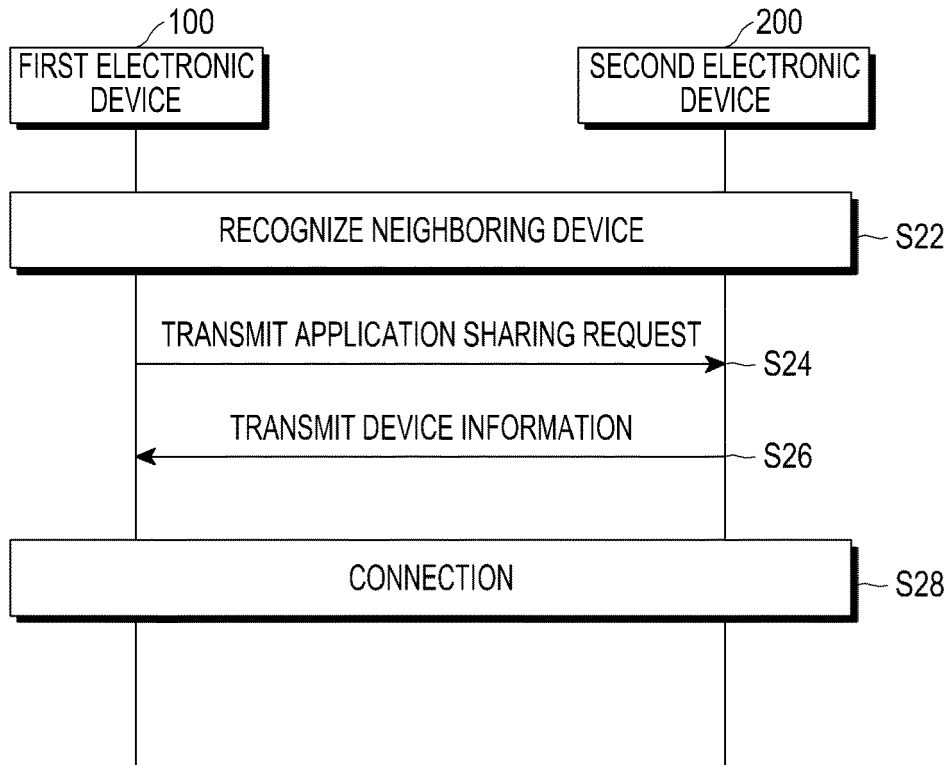 100
200
FIRST ELECTRONIC
DEVICE
SECOND ELECTRONIC
DEVICE
RECOGNIZE NEIGHBORING DEVICE
S22
TRANSMIT APPLICATION SHARING REQUEST
S24
TRANSMIT DEVICE INFORMATION
S26
CONNECTION
S28